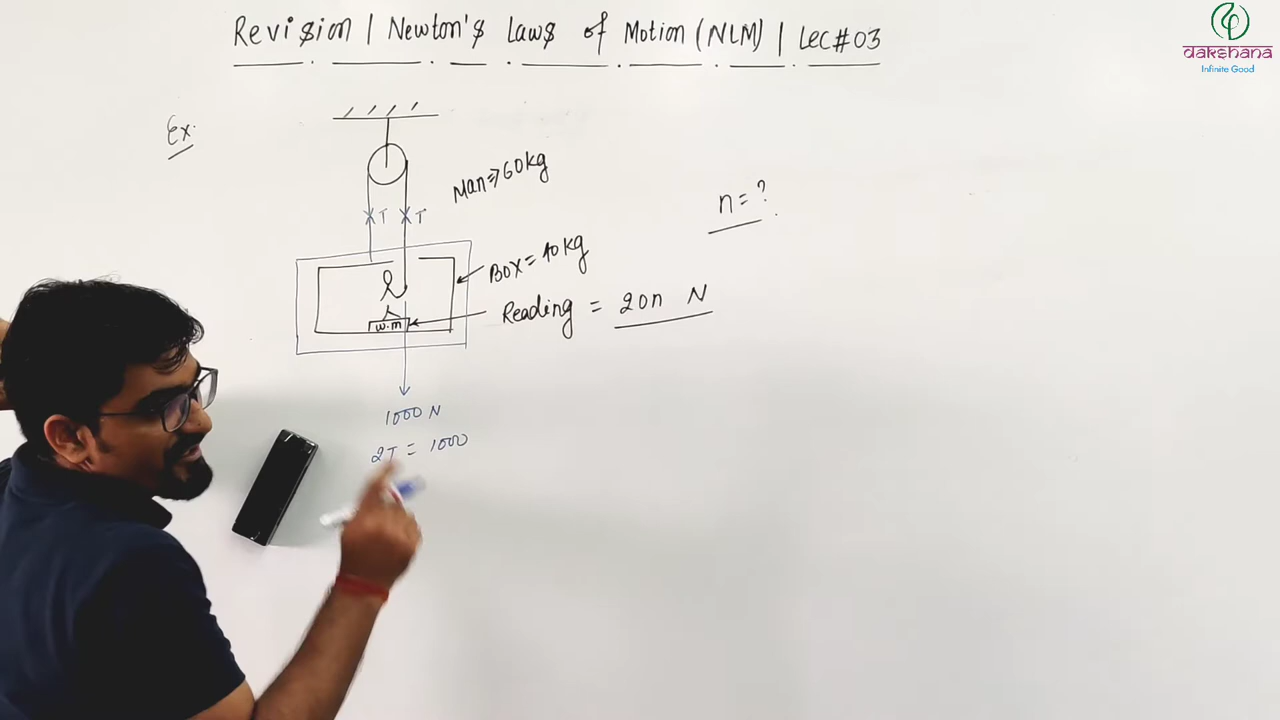 Revision | Newton's Laws of Motion (NLM) | Lec#03
dakshana
Infinite Good
Ex:
Man⇒60kg
T
T
n = ?
Box = 40kg
Reading = 20n N
W.M
1000 N
2T = 1000